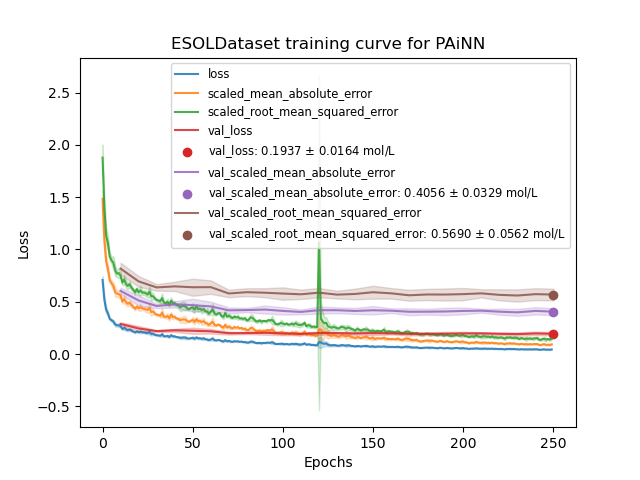 ESOLDataset training curve for PAiNN
loss
scaled_mean_absolute_error
scaled_root_mean_squared_error
val_loss
val_loss: 0.1937 ± 0.0164 mol/L
val_scaled_mean_absolute_error
val_scaled_mean_absolute_error: 0.4056 ± 0.0329 mol/L
val_scaled_root_mean_squared_error
val_scaled_root_mean_squared_error: 0.5690 ± 0.0562 mol/L
2.5
2.0
1.5
1.0
0.5
0.0
−0.5
Loss
0 50 100 150 200 250
Epochs